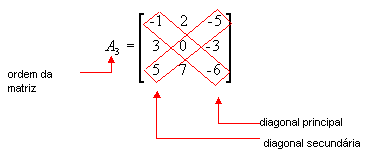 -1 2 -5
A3 = 3 0 -3
5 7 -6
ordem da
matriz
diagonal principal
diagonal secundária